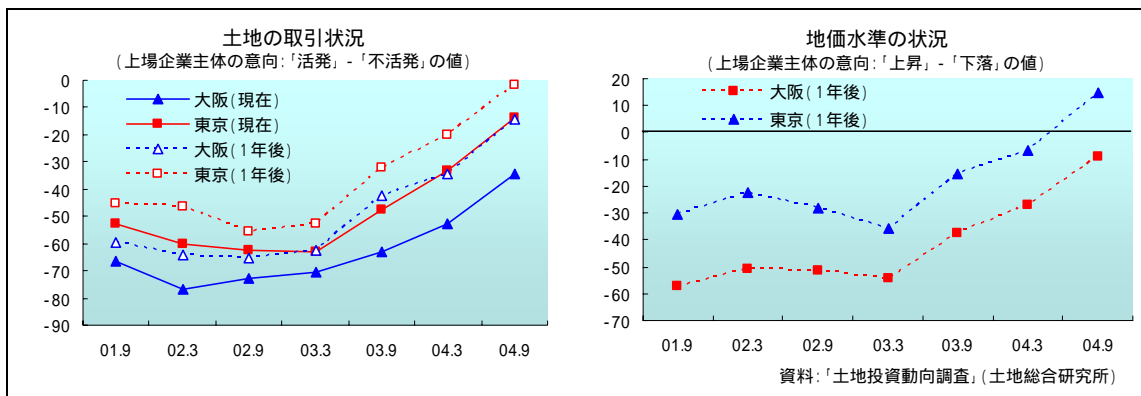 土地の取引状況
(上場企業主体の意向:「活発」-「不活発」の値)
0
-10
-20
-30
-40
-50
-60
-70
-80
-90
大阪(現在)
東京(現在)
大阪(1年後)
東京(1年後)
01.9 02.3 02.9 03.3 03.9 04.3 04.9
地価水準の状況
(上場企業主体の意向:「上昇」-「下落」の値)
20
10
0
-10
-20
-30
-40
-50
-60
-70
大阪(1年後)
東京(1年後)
01.9 02.3 02.9 03.3 03.9 04.3 04.9
資料:「土地投資動向調査」(土地総合研究所)